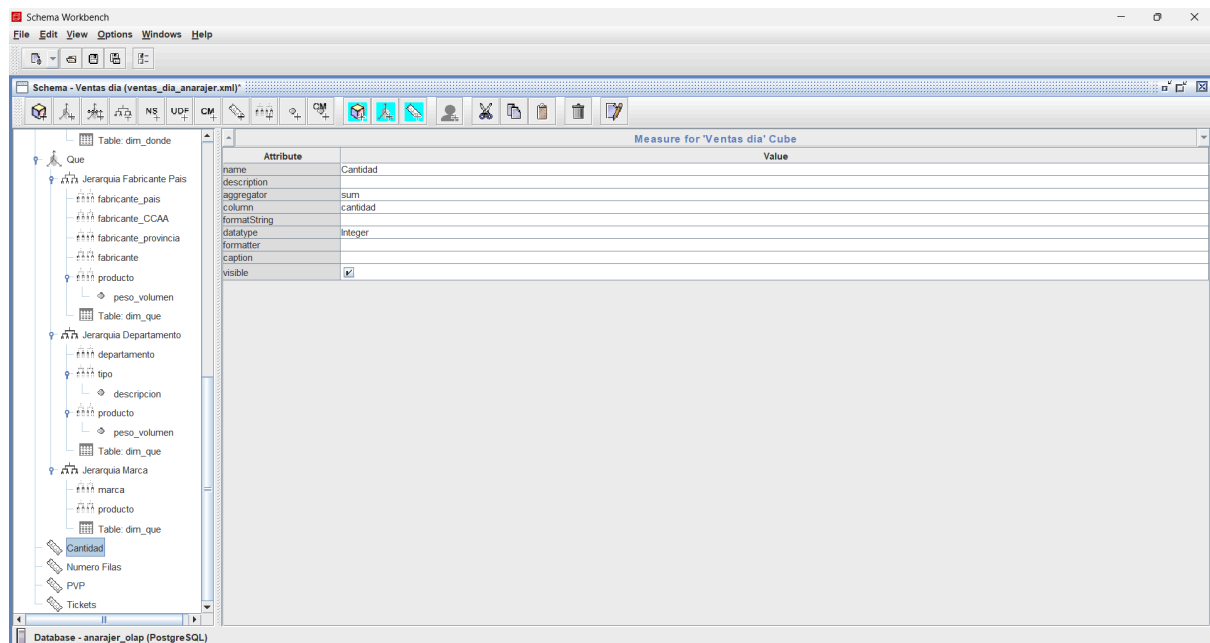 Schema Workbench
File Edit View Options Windows Help
Schema - Ventas dia (ventas_dia_anarajer.xml)*
NS UDF CM CM
Table: dim_donde
Que
Jerarquia Fabricante Pais
fabricante_pais
fabricante_CCAA
fabricante_provincia
fabricante
producto
peso_volumen
Table: dim_que
Jerarquia Departamento
departamento
tipo
descripcion
producto
peso_volumen
Table: dim_que
Jerarquia Marca
marca
producto
Table: dim_que
Cantidad
Numero Filas
PVP
Tickets
Measure for 'Ventas dia' Cube
Attribute Value
name Cantidad
description
aggregator sum
column cantidad
formatString
datatype Integer
formatter
caption
visible
Database - anarajer_olap (PostgreSQL)